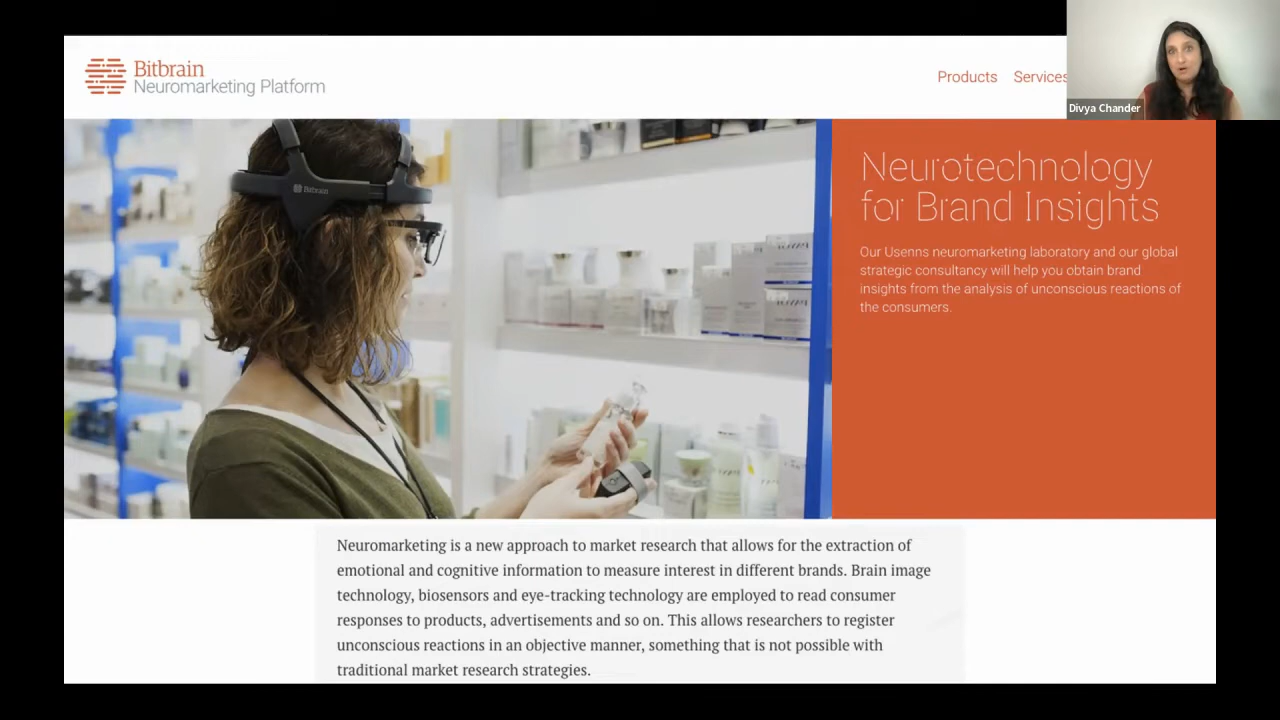 Bitbrain
Neuromarketing Platform
Products Services
Divya Chander
Bitbrain
Neurotechnology
for Brand Insights
Our Usenns neuromarketing laboratory and our global
strategic consultancy will help you obtain brand
insights from the analysis of unconscious reactions of
the consumers.
Neuromarketing is a new approach to market research that allows for the extraction of
emotional and cognitive information to measure interest in different brands. Brain image
technology, biosensors and eye-tracking technology are employed to read consumer
responses to products, advertisements and so on. This allows researchers to register
unconscious reactions in an objective manner, something that is not possible with
traditional market research strategies.